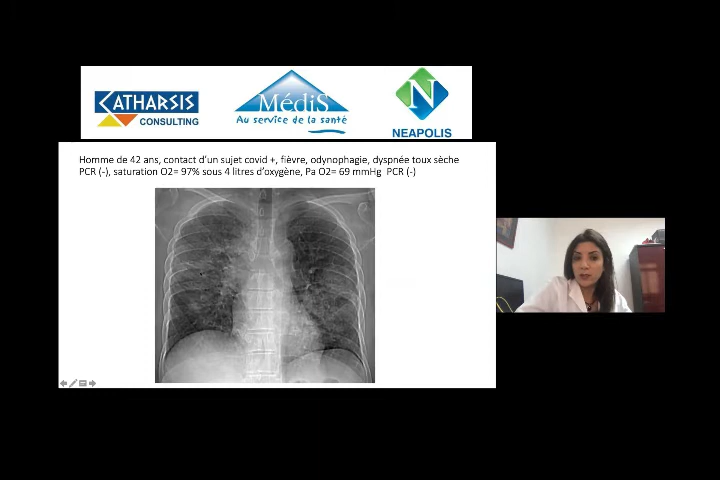 CATHARSIS
CONSULTING
MédiS
Au service de la santé
N
NEAPOLIS
Homme de 42 ans, contact d'un sujet covid +, fièvre, odynophagie, dyspnée toux sèche
PCR (-), saturation O2= 97% sous 4 litres d'oxygène, Pa O2= 69 mmHg PCR (-)